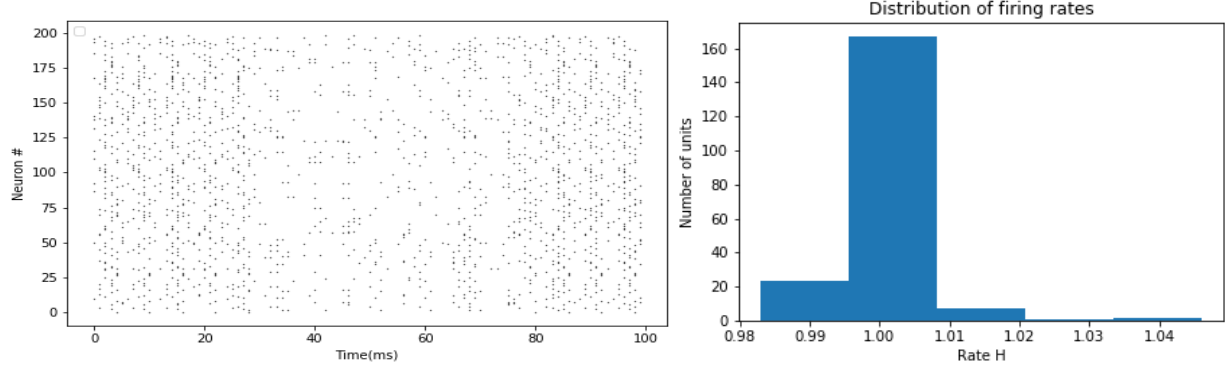 200
175
150
125
100
75
50
25
0
Neuron #
0 20 40 60 80 100
Time(ms)
Distribution of firing rates
160
140
120
100
80
60
40
20
0
Number of units
0.98 0.99 1.00 1.01 1.02 1.03 1.04
Rate H